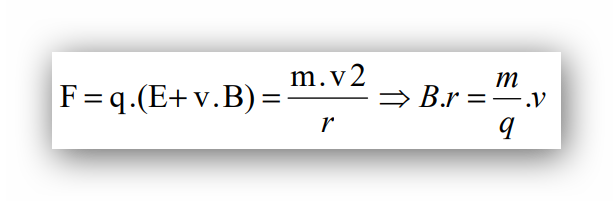 F = q.(E+ v.B) = m.v2 / r ⇒ B.r = m / q .v